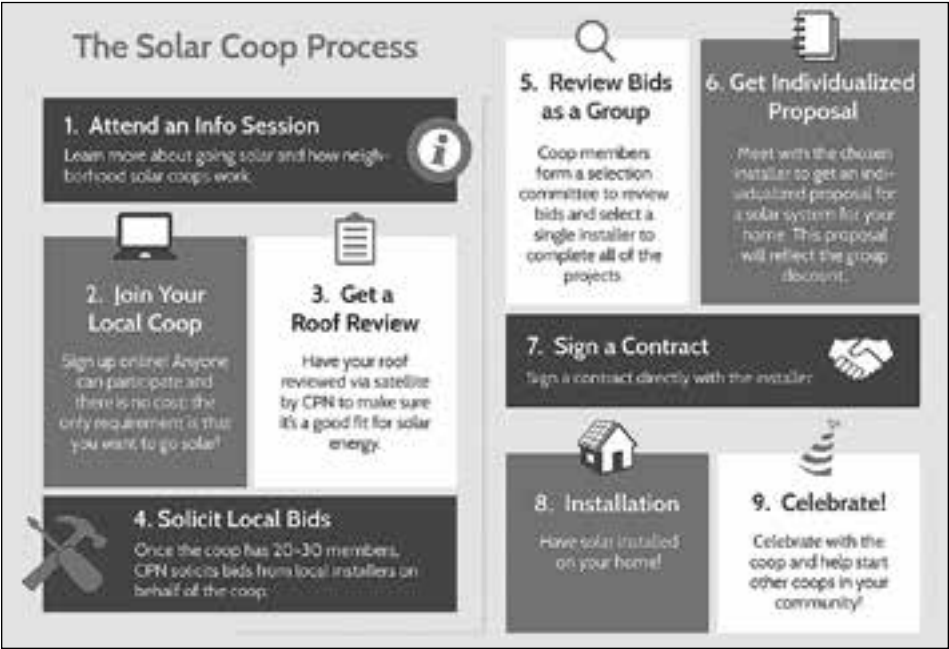 The Solar Coop Process
1. Attend an Info Session
Learn more about going solar and how neigh-
borhood solar coops work.
2. Join Your
Local Coop
Sign up online! Anyone
can participate and
there is no cost: the
only requirement is that
you want to go solar!
3. Get a
Roof Review
Have your roof
reviewed via satellite
by CPN to make sure
it's a good fit for solar
energy.
4. Solicit Local Bids
Once the coop has 20-30 members,
CPN solicits bids from local installers on
behalf of the coop.
5. Review Bids
as a Group
Coop members
form a selection
committee to review
bids and select a
single installer to
complete all of the
projects
6. Get Individualized
Proposal
Meet with the chosen
installer to get an indi-
vidualized proposal for
a solar system for your
home. This proposal
will reflect the group
discount.
7. Sign a Contract
Sign a contract directly with the installer
8. Installation
Have solar installed
on your home!
9. Celebrate!
Celebrate with the
coop and help start
other coops in your
community!